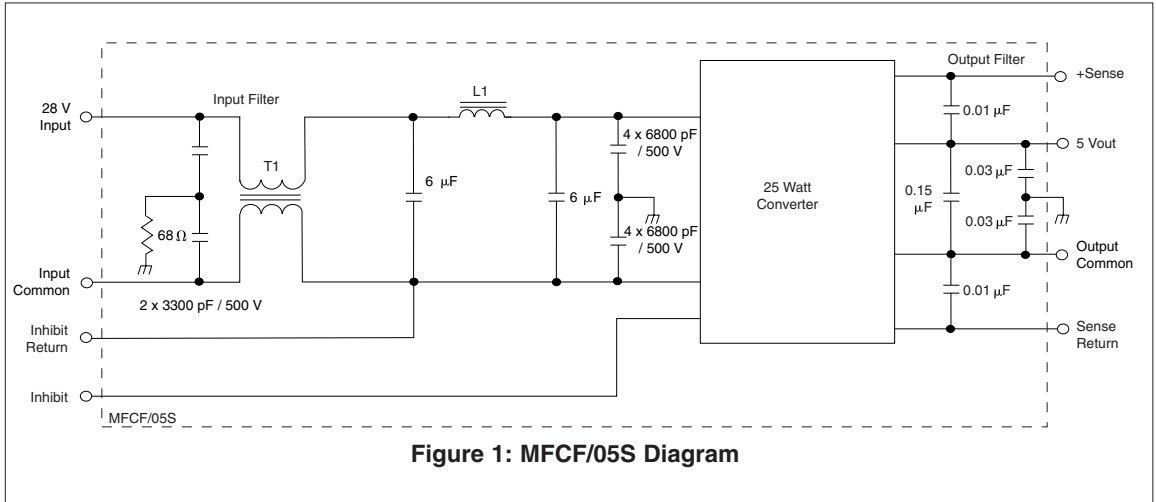 Output Filter
+Sense
Input Filter
L1
28 V
Input
T1
0.01 µF
4 x 6800 pF
/ 500 V
5 Vout
6 µF
6 µF
25 Watt
Converter
0.15
µF
0.03 µF
0.03 µF
68 Ω
4 x 6800 pF
/ 500 V
Output
Common
Input
Common
2 x 3300 pF / 500 V
0.01 µF
Inhibit
Return
Sense
Return
Inhibit
MFCF/05S
Figure 1: MFCF/05S Diagram